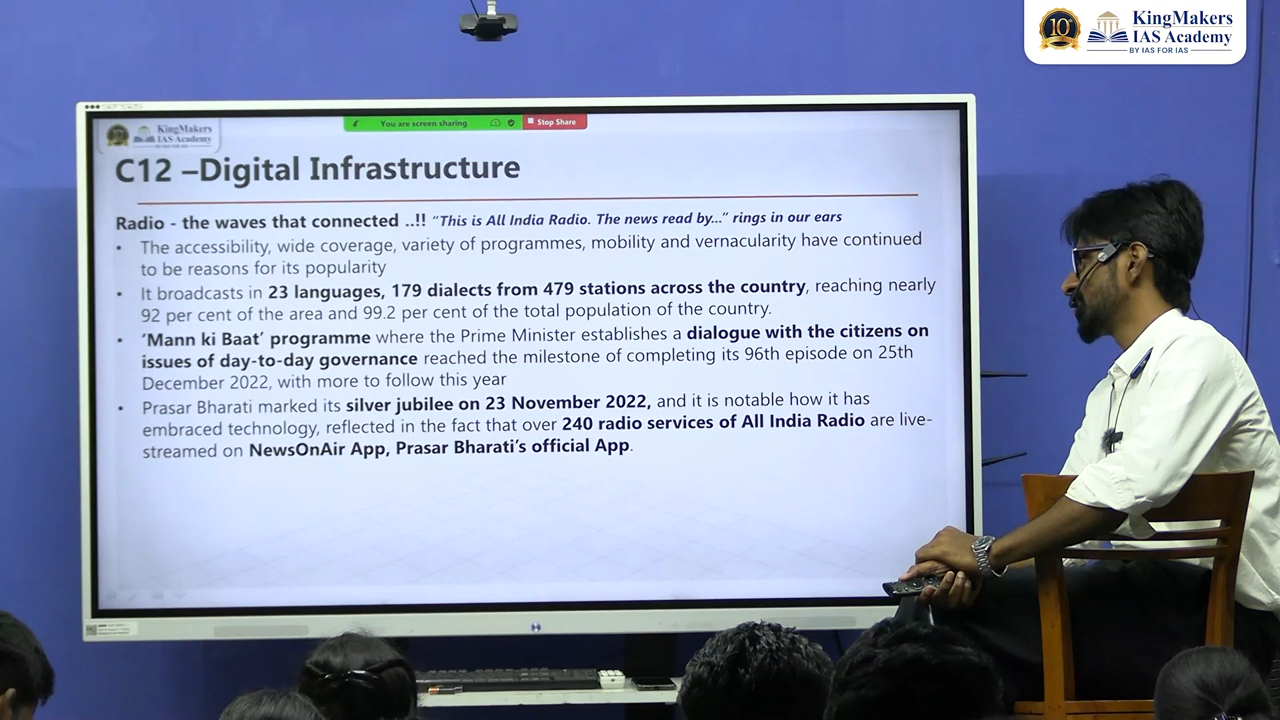 10
KingMakers
IAS Academy
BY IAS FOR IAS
KingMakers
IAS Academy
You are screen sharing
Stop Share
C12 –Digital Infrastructure
Radio - the waves that connected ..!! “This is All India Radio. The news read by…” rings in our ears
• The accessibility, wide coverage, variety of programmes, mobility and vernacularity have continued
to be reasons for its popularity
• It broadcasts in 23 languages, 179 dialects from 479 stations across the country, reaching nearly
92 per cent of the area and 99.2 per cent of the total population of the country.
• ‘Mann ki Baat’ programme where the Prime Minister establishes a dialogue with the citizens on
issues of day-to-day governance reached the milestone of completing its 96th episode on 25th
December 2022, with more to follow this year
• Prasar Bharati marked its silver jubilee on 23 November 2022, and it is notable how it has
embraced technology, reflected in the fact that over 240 radio services of All India Radio are live-
streamed on NewsOnAir App, Prasar Bharati’s official App.